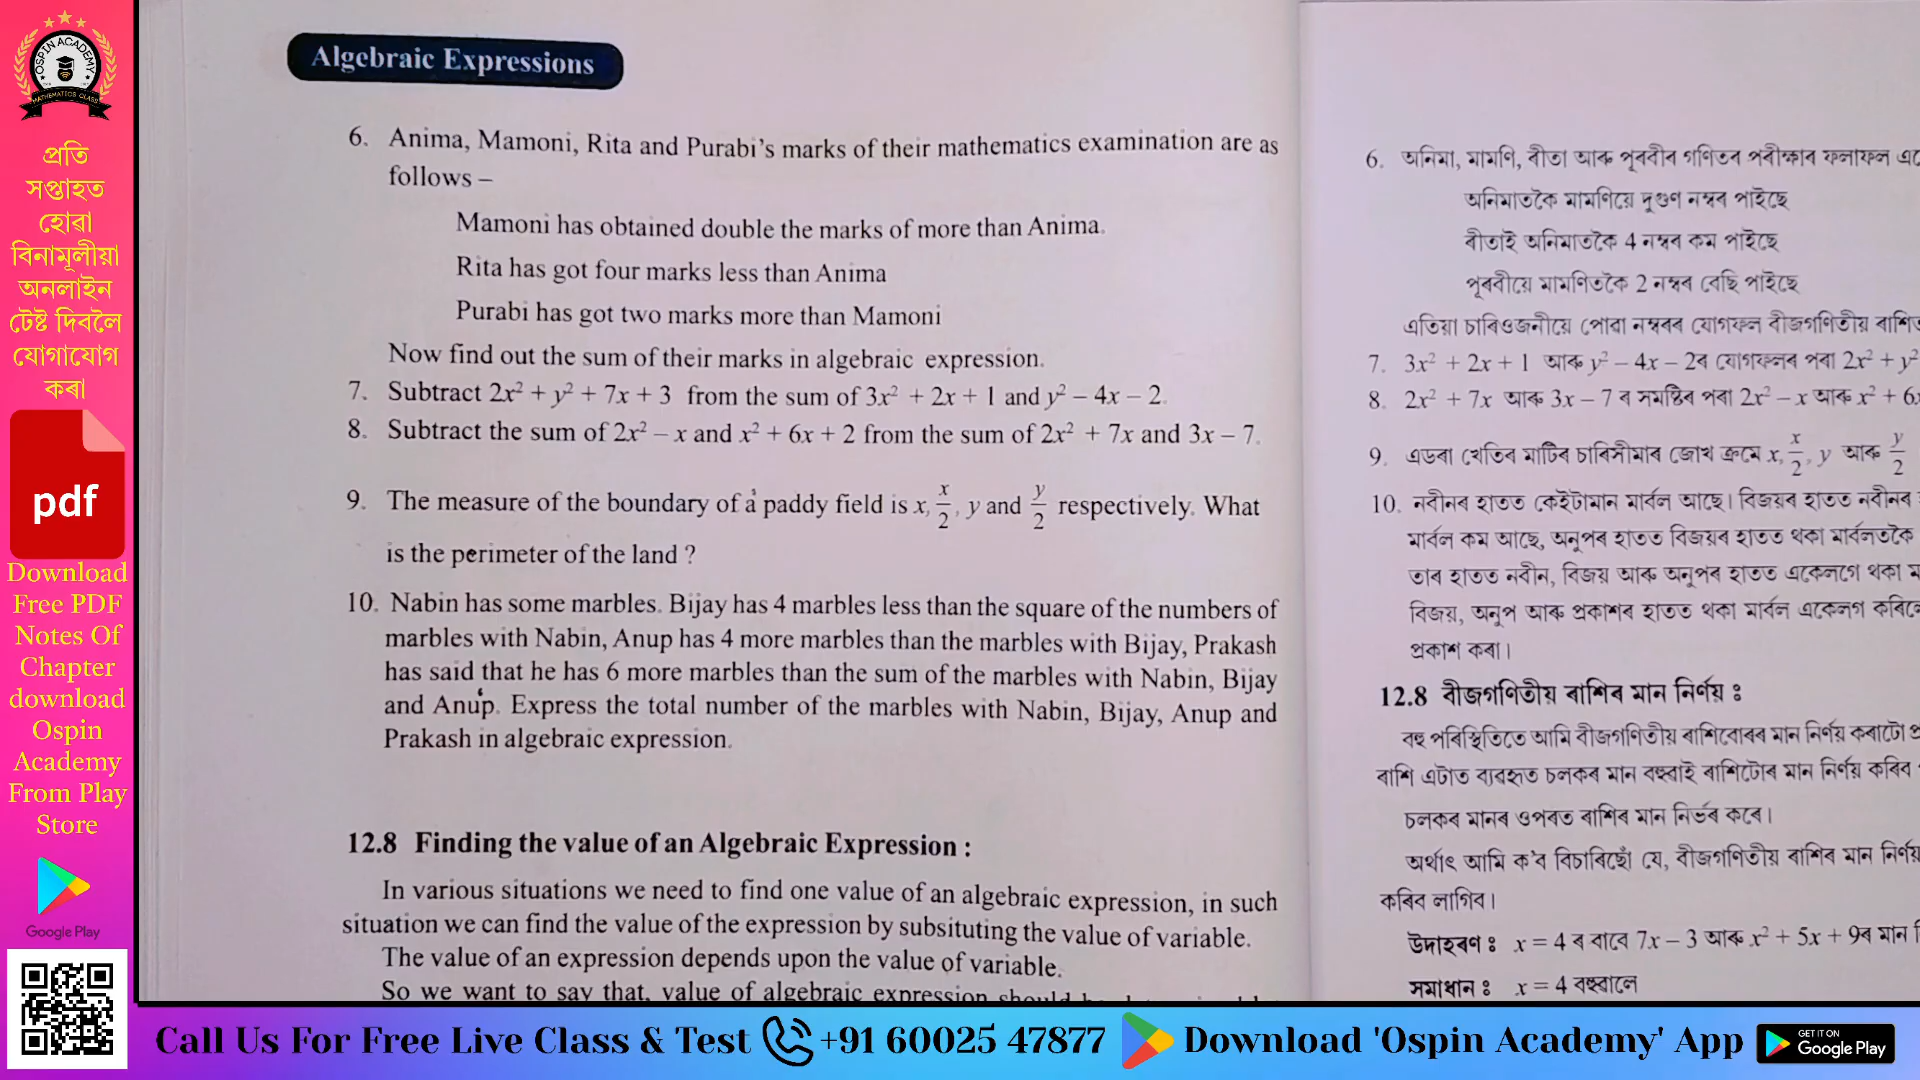 OSPIN ACADEMY
MATHEMATICS CLASS
প্ৰতি
সপ্তাহত
হোৱা
বিনামূলীয়া
অনলাইন
টেষ্ট দিবলৈ
যোগাযোগ
কৰা
pdf
Download
Free PDF
Notes Of
Chapter
download
Ospin
Academy
From Play
Store
Google Play
Algebraic Expressions
6. Anima, Mamoni, Rita and Purabi's marks of their mathematics examination are as
follows –
Mamoni has obtained double the marks of more than Anima.
Rita has got four marks less than Anima
Purabi has got two marks more than Mamoni
Now find out the sum of their marks in algebraic expression.
7. Subtract 2x² + y² + 7x + 3 from the sum of 3x² + 2x + 1 and y² – 4x – 2.
8. Subtract the sum of 2x² – x and x² + 6x + 2 from the sum of 2x² + 7x and 3x – 7.
9. The measure of the boundary of a paddy field is x, x/2, y and y/2 respectively. What
is the perimeter of the land ?
10. Nabin has some marbles. Bijay has 4 marbles less than the square of the numbers of
marbles with Nabin, Anup has 4 more marbles than the marbles with Bijay, Prakash
has said that he has 6 more marbles than the sum of the marbles with Nabin, Bijay
and Anup. Express the total number of the marbles with Nabin, Bijay, Anup and
Prakash in algebraic expression.
12.8 Finding the value of an Algebraic Expression :
In various situations we need to find one value of an algebraic expression, in such
situation we can find the value of the expression by subsituting the value of variable.
The value of an expression depends upon the value of variable.
So we want to say that, value of algebraic expression should
6. অনিমা, মামণি, ৰীতা আৰু পূৰবীৰ গণিতৰ পৰীক্ষাৰ ফলাফল
অনিমাতকৈ মামণিয়ে দুগুণ নম্বৰ পাইছে
ৰীতাই অনিমাতকৈ 4 নম্বৰ কম পাইছে
পূৰবীয়ে মামণিতকৈ 2 নম্বৰ বেছি পাইছে
এতিয়া চাৰিওজনীয়ে পোৱা নম্বৰৰ যোগফল বীজগণিতীয়
7. 3x² + 2x + 1 আৰু y² – 4x – 2ৰ যোগফলৰ পৰা 2x² + y²
8. 2x² + 7x আৰু 3x – 7 ৰ সমষ্টিৰ পৰা 2x² – x আৰু x² + 6x
9. এডৰা খেতিৰ মাটিৰ চাৰিসীমাৰ জোখ ক্ৰমে x, x/2, y আৰু y/2
10. নবীনৰ হাতত কেইটামান মাৰ্বল আছে। বিজয়ৰ হাতত নবীনৰ
মাৰ্বল কম আছে, অনুপৰ হাতত বিজয়ৰ হাতত থকা মাৰ্বলতকৈ
তাৰ হাতত নবীন, বিজয় আৰু অনুপৰ হাতত একেলগে থকা
বিজয়, অনুপ আৰু প্ৰকাশৰ হাতত থকা মাৰ্বল একেলগ
প্ৰকাশ কৰা।
12.8 বীজগণিতীয় ৰাশিৰ মান নিৰ্ণয় ঃ
বহু পৰিস্থিতিতে আমি বীজগণিতীয় ৰাশিবোৰৰ মান নিৰ্ণয় কৰাটো
ৰাশি এটাত ব্যৱহৃত চলকৰ মান বহুৱাই ৰাশিটোৰ মান নিৰ্ণয় কৰিব
চলকৰ মানৰ ওপৰত ৰাশিৰ মান নিৰ্ভৰ কৰে।
অৰ্থাৎ আমি ক'ব বিচাৰিছোঁ যে, বীজগণিতীয় ৰাশিৰ মান নিৰ্ণয়
কৰিব লাগিব।
উদাহৰণ ঃ x = 4 ৰ বাবে 7x – 3 আৰু x² + 5x + 9ৰ মান
সমাধান ঃ x = 4 বহুৱালে
Call Us For Free Live Class & Test +91 60025 47877 Download 'Ospin Academy' App
GET IT ON
Google Play